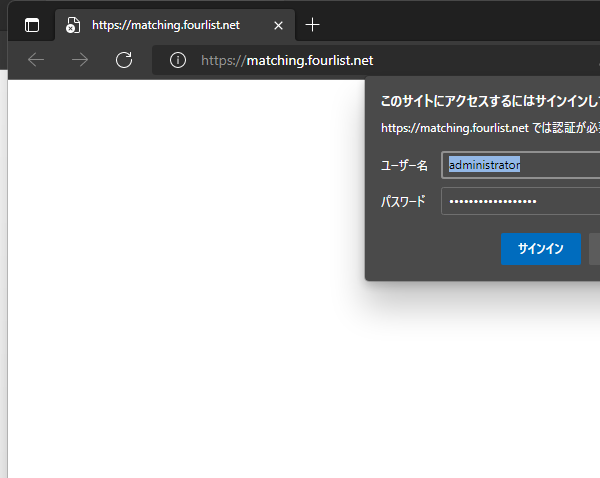 https://matching.fourlist.net
https://matching.fourlist.net
このサイトにアクセスするにはサインインし
https://matching.fourlist.net では認証が必
ユーザー名 administrator
パスワード ••••••••••••••••••
サインイン